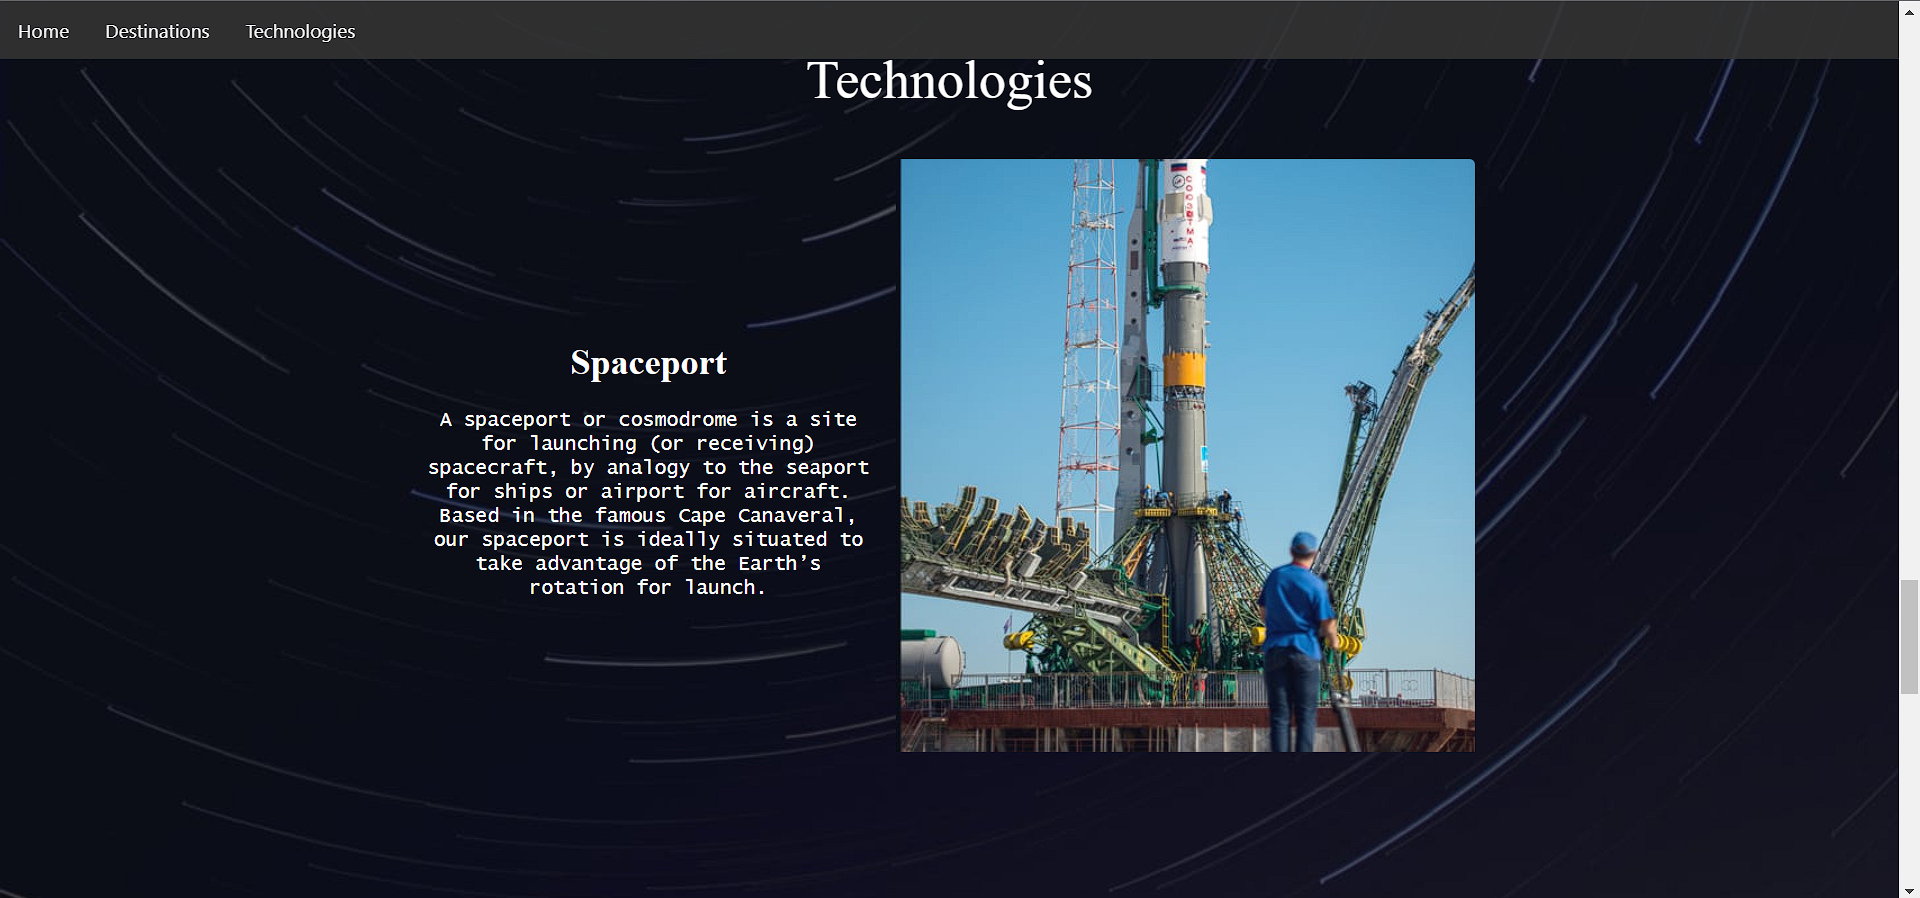 Home Destinations Technologies
Technologies
Spaceport
A spaceport or cosmodrome is a site
for launching (or receiving)
spacecraft, by analogy to the seaport
for ships or airport for aircraft.
Based in the famous Cape Canaveral,
our spaceport is ideally situated to
take advantage of the Earth’s
rotation for launch.